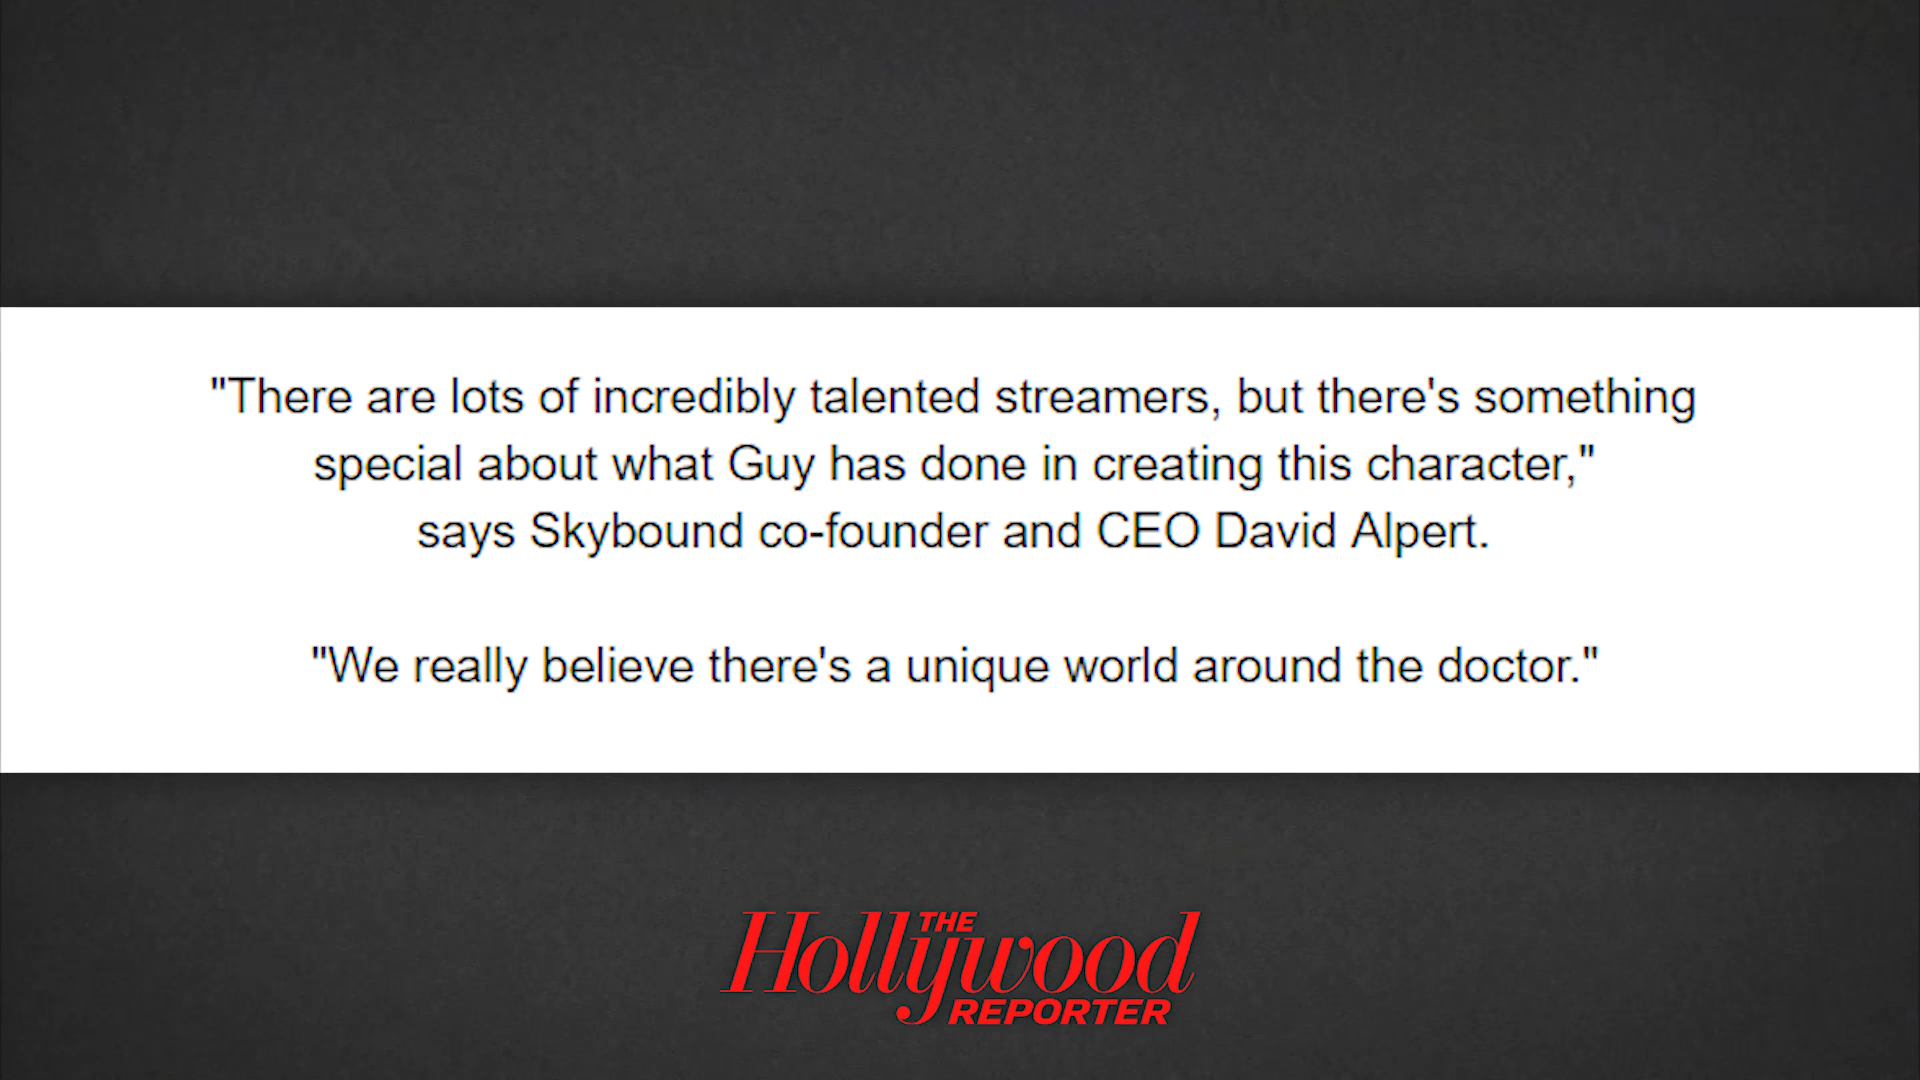 "There are lots of incredibly talented streamers, but there's something
special about what Guy has done in creating this character,"
says Skybound co-founder and CEO David Alpert.
"We really believe there's a unique world around the doctor."
THE
Hollywood
REPORTER